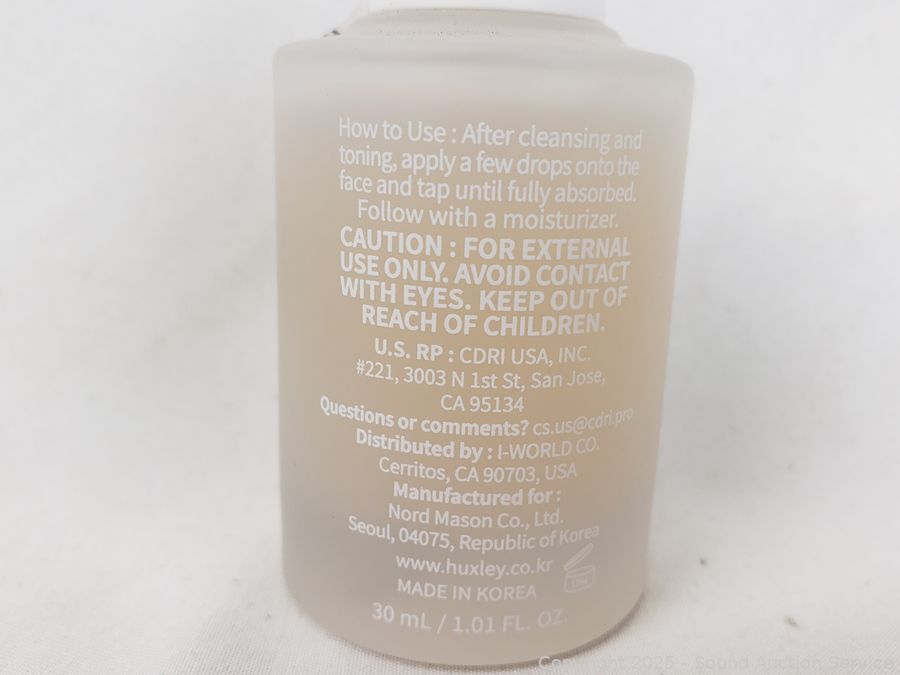 How to Use : After cleansing and
toning, apply a few drops onto the
face and tap until fully absorbed.
Follow with a moisturizer.
CAUTION : FOR EXTERNAL
USE ONLY. AVOID CONTACT
WITH EYES. KEEP OUT OF
REACH OF CHILDREN.
U.S. RP : CDRI USA, INC.
#221, 3003 N 1st St, San Jose,
CA 95134
Questions or comments? cs.us@cdri.pro
Distributed by : I-WORLD CO.
Cerritos, CA 90703, USA
Manufactured for :
Nord Mason Co., Ltd.
Seoul, 04075, Republic of Korea
www.huxley.co.kr
12M
MADE IN KOREA
30 mL / 1.01 FL. OZ.
Copyright 2025 - Sound Auction Service